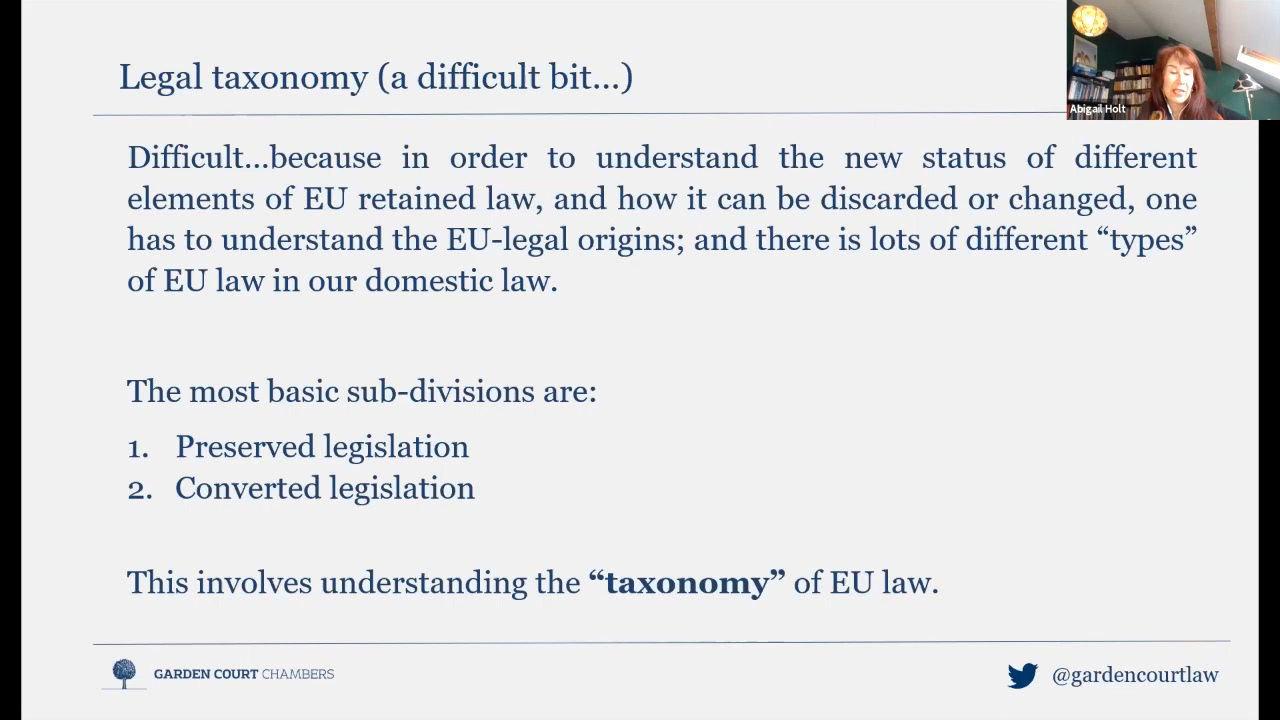 Legal taxonomy (a difficult bit...)
Abigail Holt
Difficult...because in order to understand the new status of different
elements of EU retained law, and how it can be discarded or changed, one
has to understand the EU-legal origins; and there is lots of different “types”
of EU law in our domestic law.
The most basic sub-divisions are:
1. Preserved legislation
2. Converted legislation
This involves understanding the “taxonomy” of EU law.
GARDEN COURT CHAMBERS
@gardencourtlaw